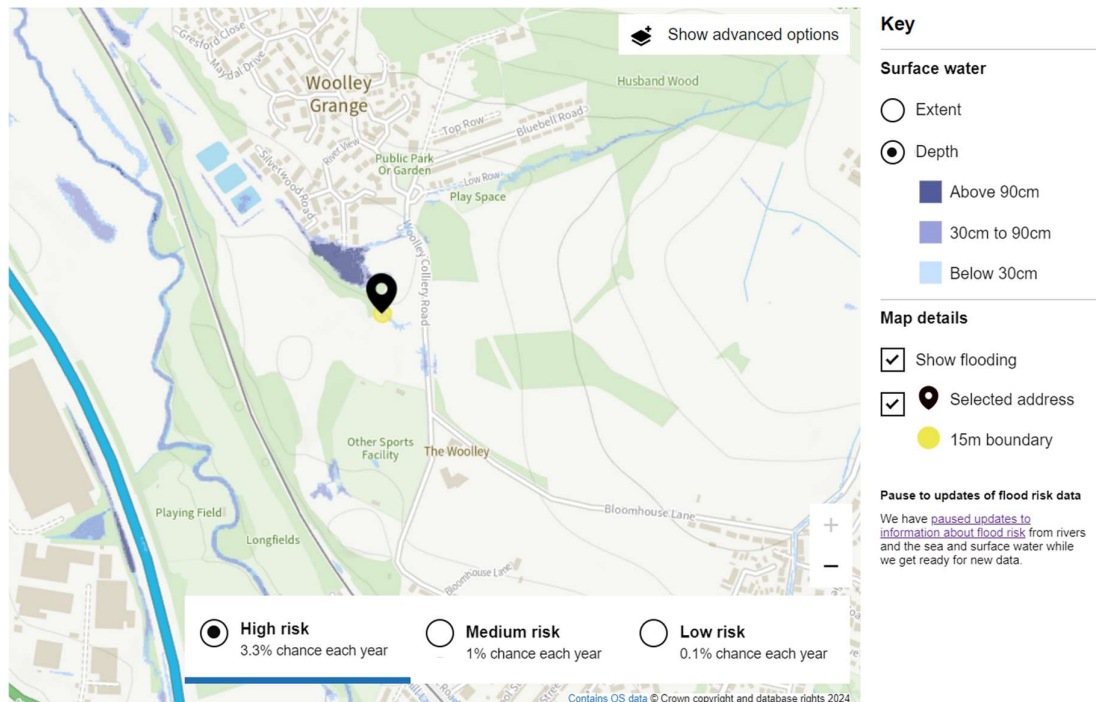 Show advanced options
Gresford Close
Woolley
Grange
Husband Wood
Top Row
Bluebell Road
Rivet View
Silverwood Road
Public Park
Or Garden
Low Row
Play Space
Woolley Colliery Road
Other Sports
Facility
The Woolley
Playing Field
Longfields
Bloomhouse Lane
Bloomhouse Lane
+
−
High risk
3.3% chance each year
Medium risk
1% chance each year
Low risk
0.1% chance each year
Contains OS data © Crown copyright and database rights 2024
Key
Surface water
Extent
Depth
Above 90cm
30cm to 90cm
Below 30cm
Map details
Show flooding
Selected address
15m boundary
Pause to updates of flood risk data
We have paused updates to
information about flood risk from rivers
and the sea and surface water while
we get ready for new data.